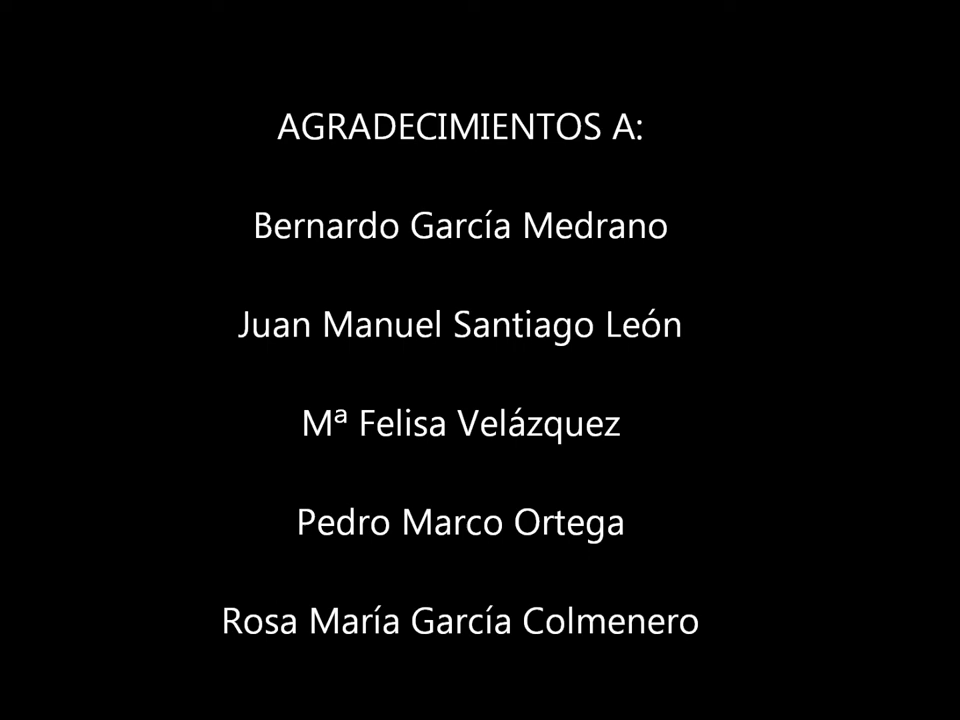 AGRADECIMIENTOS A:
Bernardo García Medrano
Juan Manuel Santiago León
Mª Felisa Velázquez
Pedro Marco Ortega
Rosa María García Colmenero